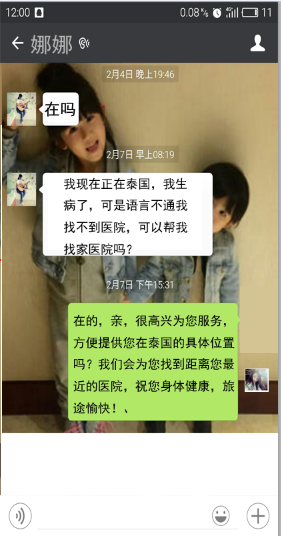 12:00
0.08% 4G 11
娜娜
2月4日 晚上19:46
在吗
2月7日 早上08:19
我现在正在泰国，我生
病了，可是语言不通我
找不到医院，可以帮我
找家医院吗？
2月7日 下午15:31
在的，亲，很高兴为您服务，
方便提供您在泰国的具体位置
吗？我们会为您找到距离您最
近的医院，祝您身体健康，旅
途愉快！、